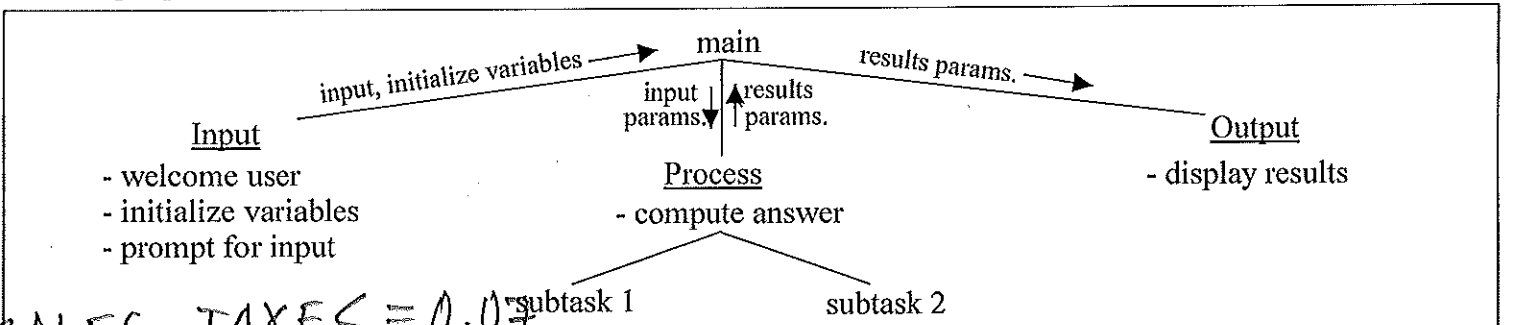 main
input, initialize variables
results params.
input params.
results params.
Input
- welcome user
- initialize variables
- prompt for input
Process
- compute answer
Output
- display results
TAXES = 0.07
subtask 1
subtask 2